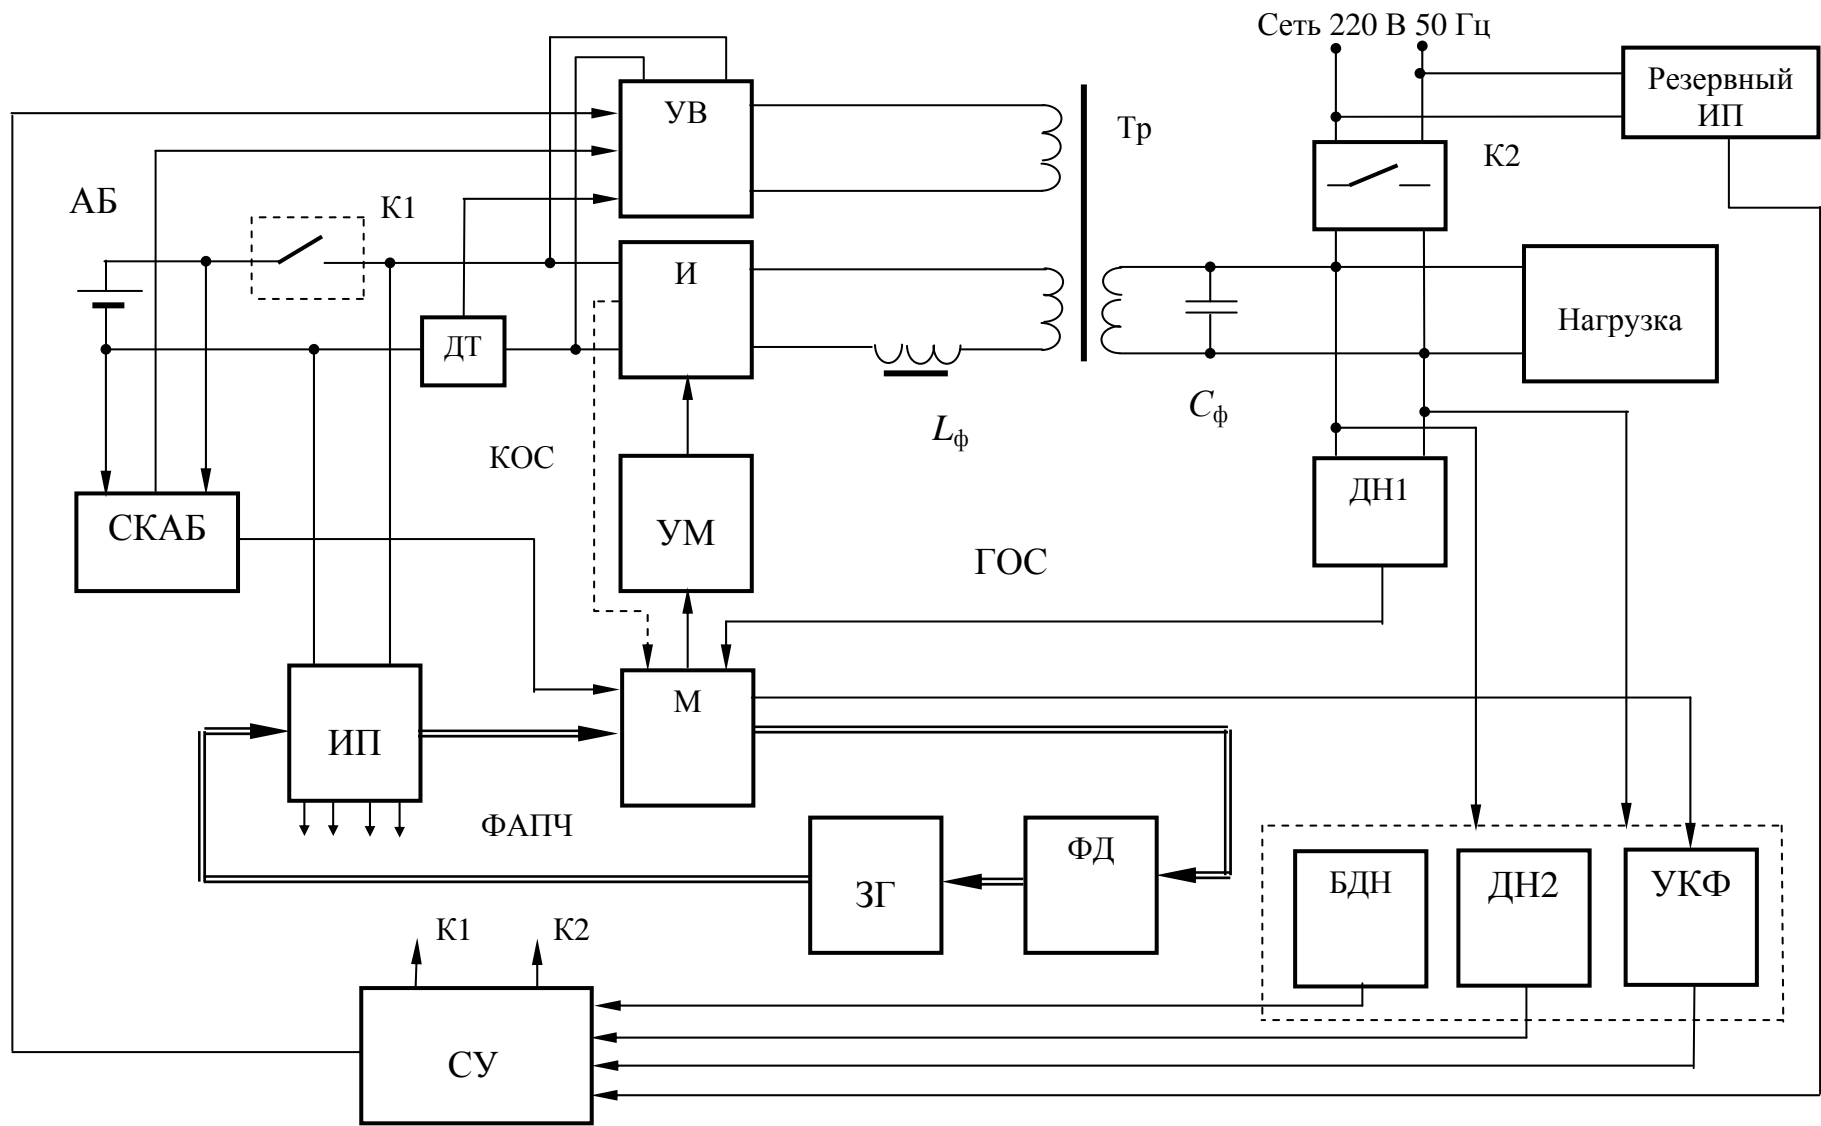 Сеть 220 В 50 Гц
Резервный
ИП
УВ
Тр
К2
АБ
К1
И
ДТ
Нагрузка
Cф
Lф
КОС
ДН1
СКАБ
УМ
ГОС
М
ИП
ФАПЧ
ФД
ЗГ
БДН
ДН2
УКФ
К1
К2
СУ